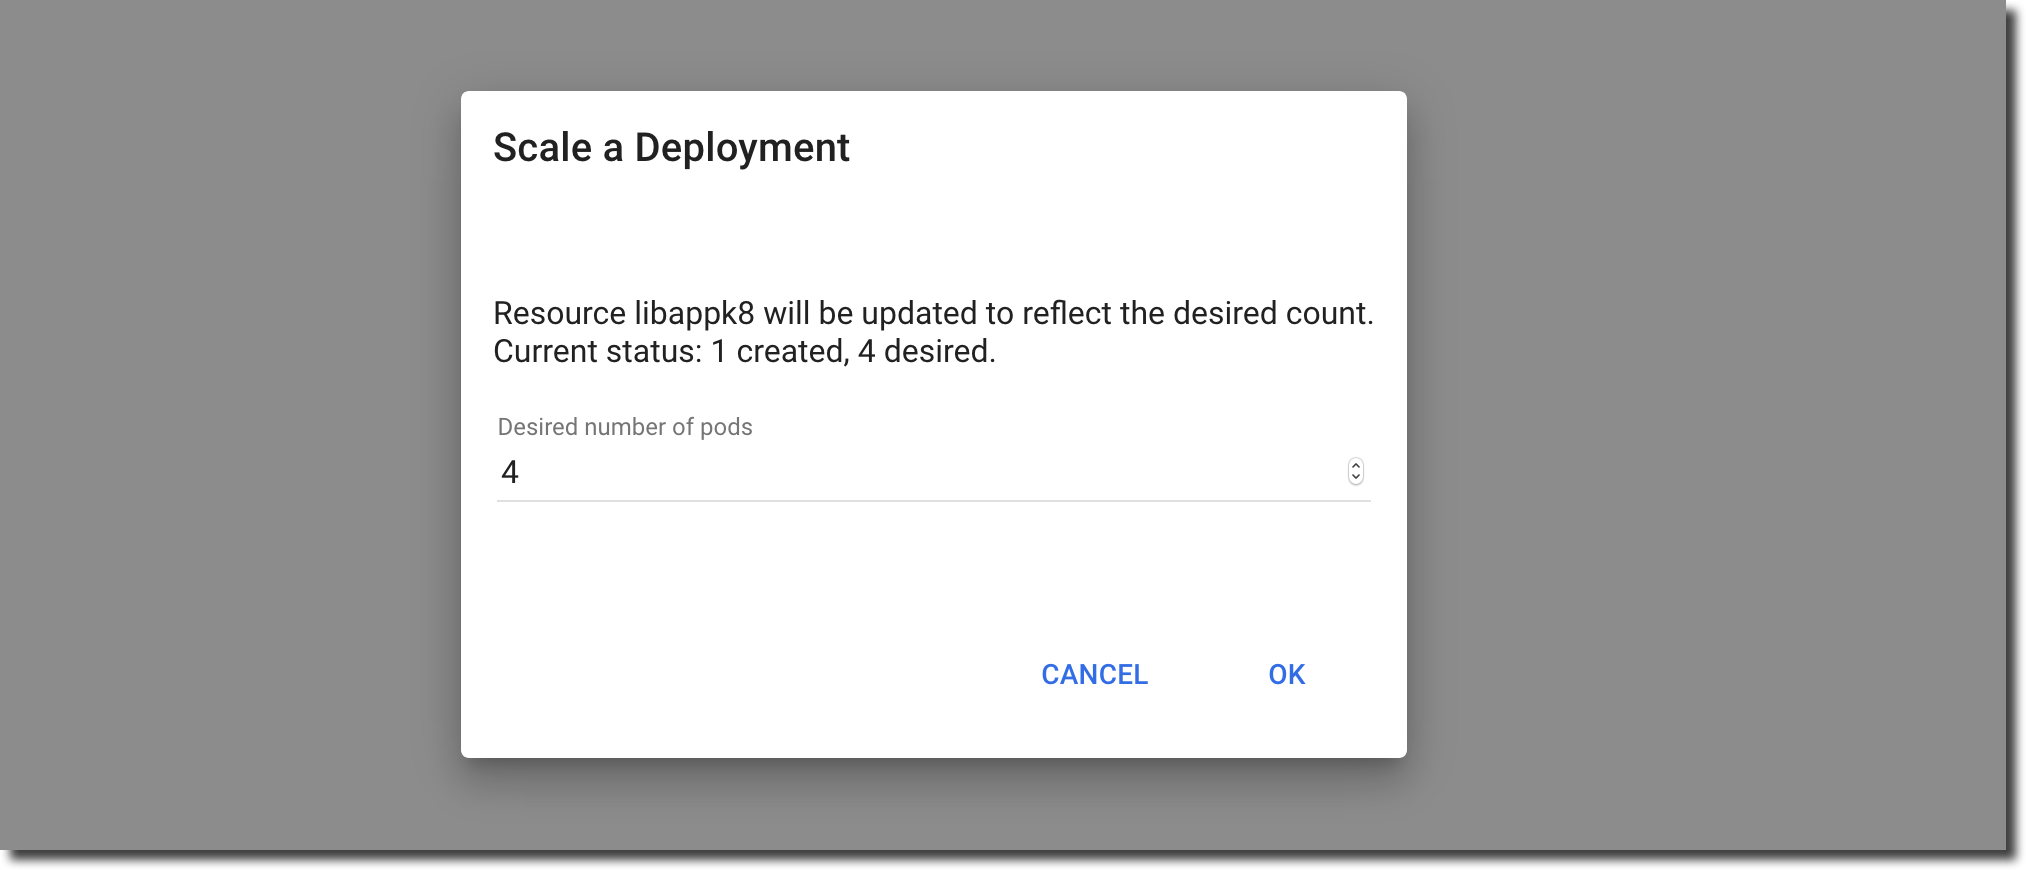 Scale a Deployment
Resource libappk8 will be updated to reflect the desired count.
Current status: 1 created, 4 desired.
Desired number of pods
4
CANCEL OK